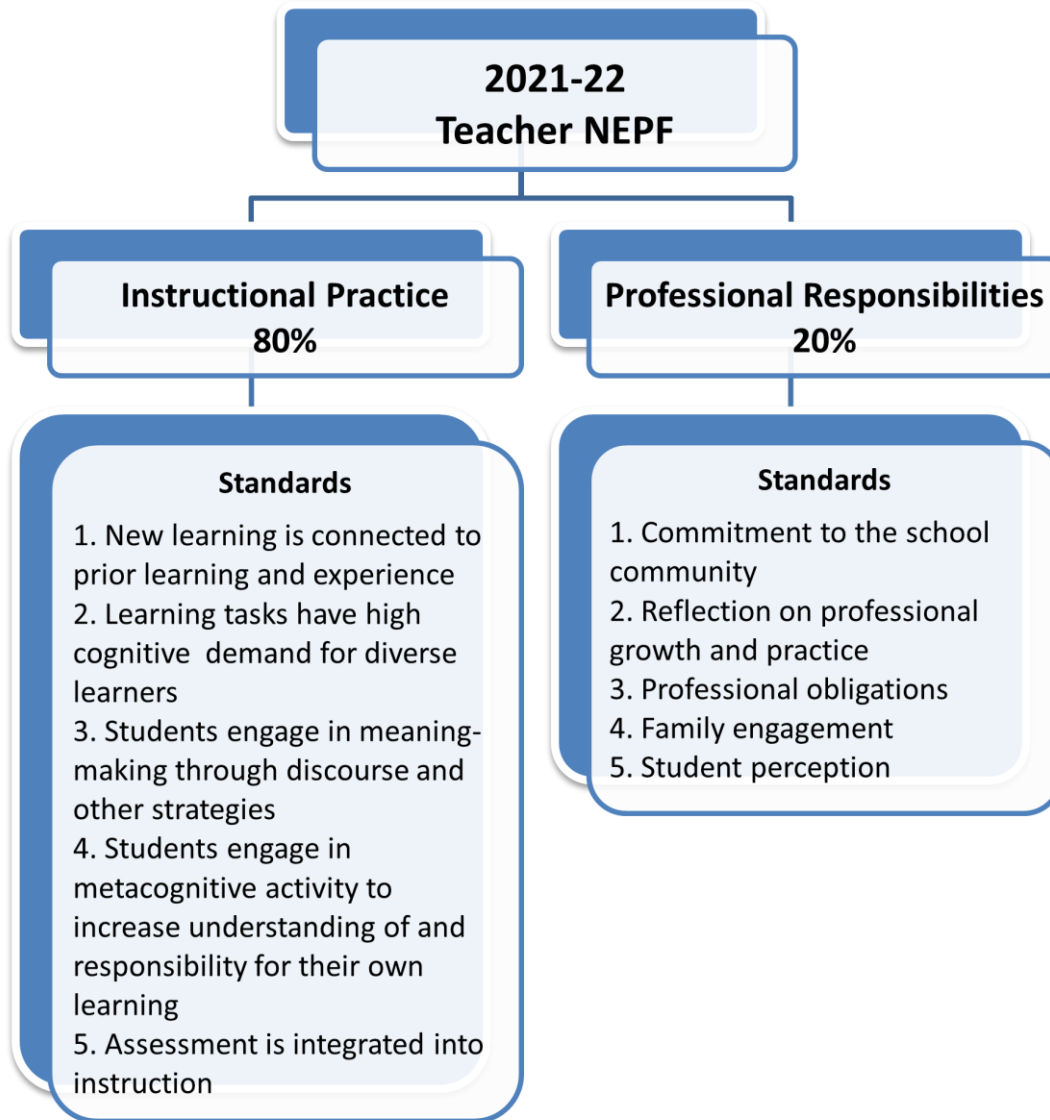 2021-22
Teacher NEPF
Instructional Practice
80%
Professional Responsibilities
20%
Standards
1. New learning is connected to
prior learning and experience
2. Learning tasks have high
cognitive  demand for diverse
learners
3. Students engage in meaning-
making through discourse and
other strategies
4. Students engage in
metacognitive activity to
increase understanding of and
responsibility for their own
learning
5. Assessment is integrated into
instruction
Standards
1. Commitment to the school
community
2. Reflection on professional
growth and practice
3. Professional obligations
4. Family engagement
5. Student perception